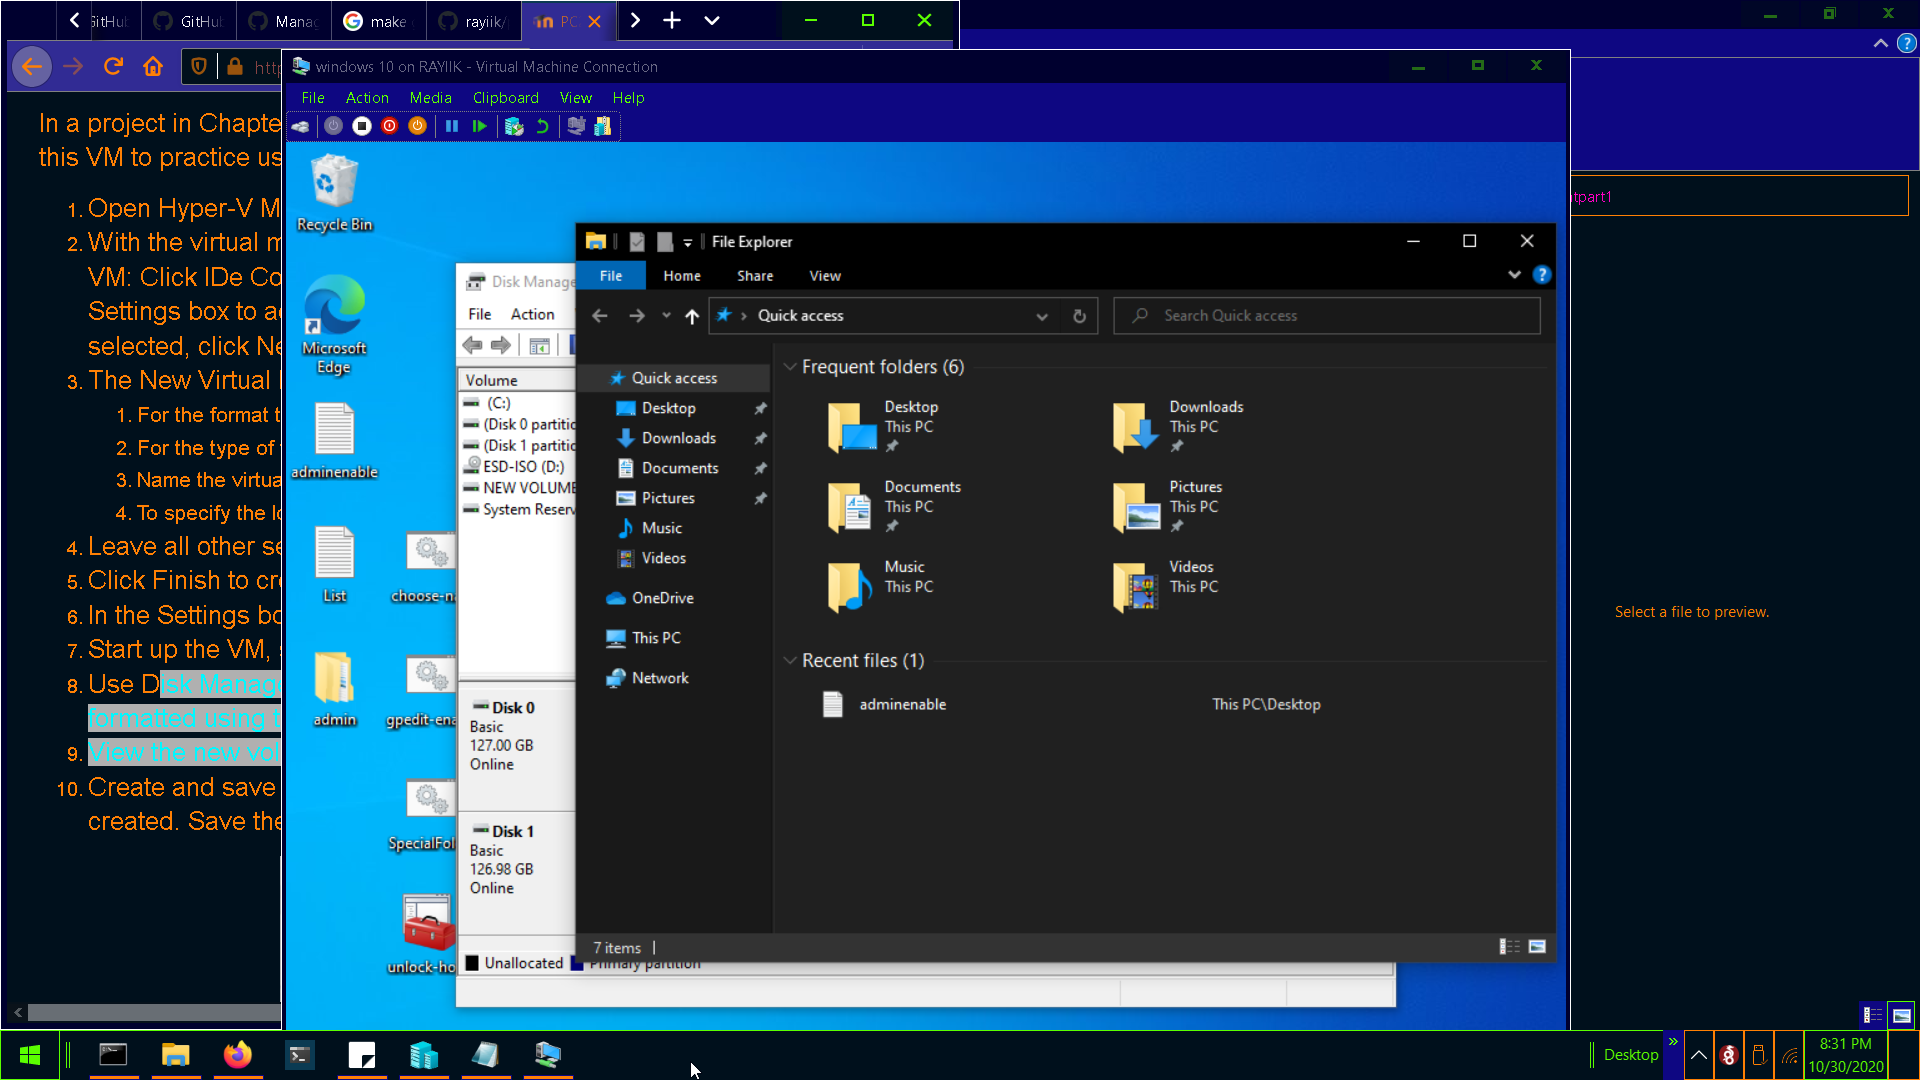 GitHub
GitHu
Manag
make
rayiik/
PC
http
In a project in Chapte
this VM to practice us
1. Open Hyper-V M
2. With the virtual m
VM: Click IDe Co
Settings box to a
selected, click Ne
3. The New Virtual
1. For the format t
2. For the type of
3. Name the virtua
4. To specify the lo
4. Leave all other se
5. Click Finish to cre
6. In the Settings bo
7. Start up the VM,
8. Use Disk Manage
formatted using t
9. View the new vol
10. Create and save
created. Save the
windows 10 on RAYIIK - Virtual Machine Connection
File Action Media Clipboard View Help
Recycle Bin
Microsoft
Edge
adminenable
List
choose-na
admin
gpedit-ena
SpecialFol
unlock-ho
Disk Manage
File Action
Volume
(C:)
(Disk 0 partitic
(Disk 1 partitic
ESD-ISO (D:)
NEW VOLUME
System Reserv
Disk 0
Basic
127.00 GB
Online
Disk 1
Basic
126.98 GB
Online
Unallocated Primary partition
File Explorer
File Home Share View
Quick access
Search Quick access
Quick access
Desktop
Downloads
Documents
Pictures
Music
Videos
OneDrive
This PC
Network
Frequent folders (6)
Desktop
This PC
Downloads
This PC
Documents
This PC
Pictures
This PC
Music
This PC
Videos
This PC
Recent files (1)
adminenable This PC\Desktop
7 items
tpart1
Select a file to preview.
Desktop
8:31 PM
10/30/2020